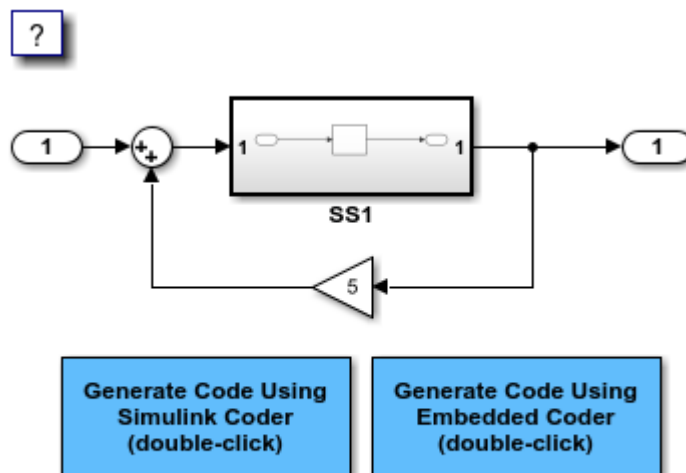 ?
1
++
1
1
1
SS1
5
Generate Code Using
Simulink Coder
(double-click)
Generate Code Using
Embedded Coder
(double-click)